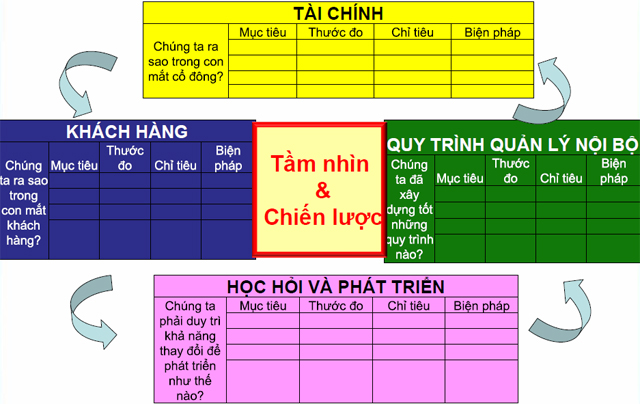 TÀI CHÍNH
Chúng ta ra
sao trong con
mắt cổ đông?
Mục tiêu Thước đo Chỉ tiêu Biện pháp
KHÁCH HÀNG
Chúng
ta ra sao
trong
con mắt
khách
hàng?
Mục tiêu
Thước
đo
Chỉ tiêu
Biện
pháp
Tầm nhìn
&
Chiến lược
QUY TRÌNH QUẢN LÝ NỘI BỘ
Chúng
ta đã
xây
dựng tốt
những
quy trình
nào?
Mục tiêu
Thước
đo
Chỉ tiêu
Biện
pháp
HỌC HỎI VÀ PHÁT TRIỂN
Chúng ta
phải duy trì
khả năng
thay đổi để
phát triển
như thế
nào?
Mục tiêu Thước đo Chỉ tiêu Biện pháp